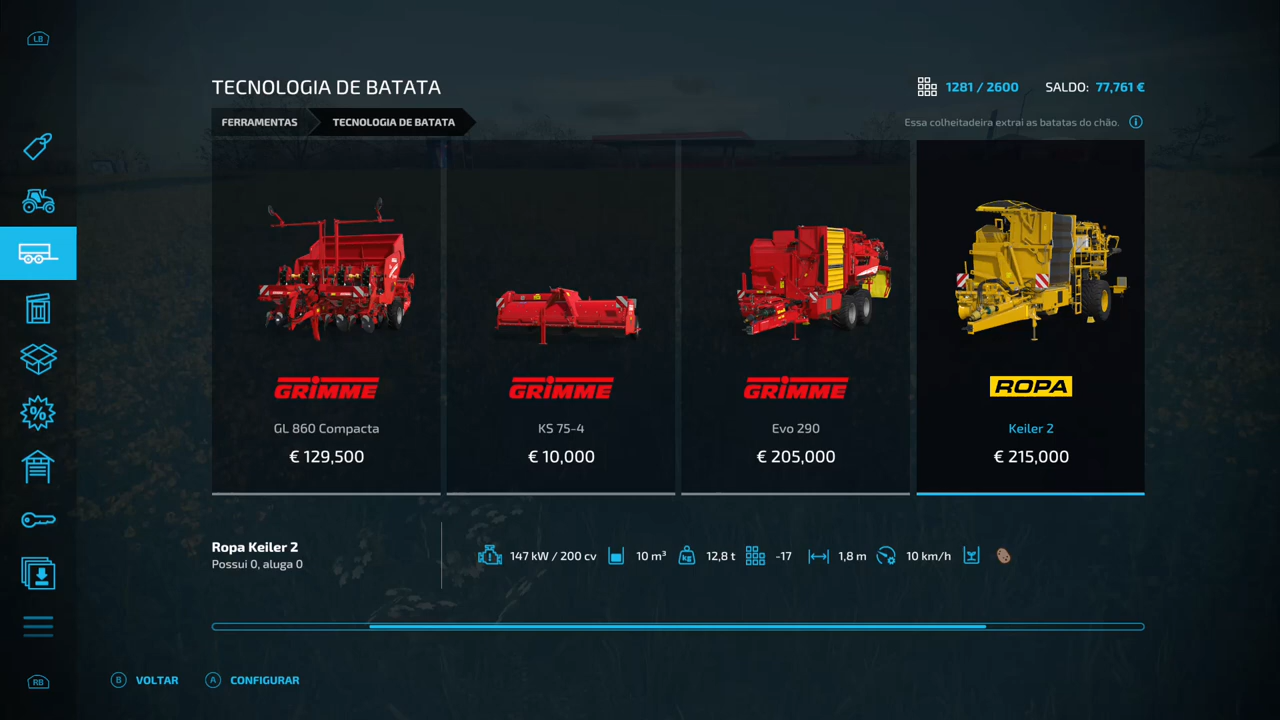 LB
TECNOLOGIA DE BATATA
1281 / 2600
SALDO: 77,761 €
FERRAMENTAS
TECNOLOGIA DE BATATA
Essa colheitadeira extrai as batatas do chão.
GRIMME
GL 860 Compacta
€ 129,500
GRIMME
KS 75-4
€ 10,000
GRIMME
Evo 290
€ 205,000
ROPA
Keiler 2
€ 215,000
Ropa Keiler 2
Possui 0, aluga 0
147 kW / 200 cv
10 m³
kg
12,8 t
-17
1,8 m
10 km/h
RB
B VOLTAR
A CONFIGURAR